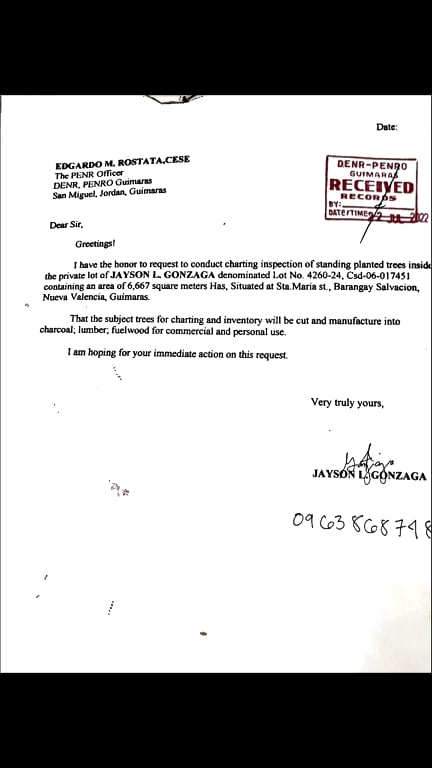 Date:
EDGARDO M. ROSTATA,CESE
The PENR Officer
DENR, PENRO Guimaras
San Miguel, Jordan, Guimaras
DENR-PENRO
GUIMARAS
RECEIVED
RECORDS
BY:
DATE/TIME 22 JUL 2022
Dear Sir,
Greetings!
I have the honor to request to conduct charting inspection of standing planted trees inside
the private lot of JAYSON L. GONZAGA denominated Lot No. 4260-24, Csd-06-017451
containing an area of 6,667 square meters Has, Situated at Sta.Maria st., Barangay Salvacion,
Nueva Valencia, Guimaras.
That the subject trees for charting and inventory will be cut and manufacture into
charcoal; lumber; fuelwood for commercial and personal use.
I am hoping for your immediate action on this request.
Very truly yours,
JAYSON L. GONZAGA
09638687498